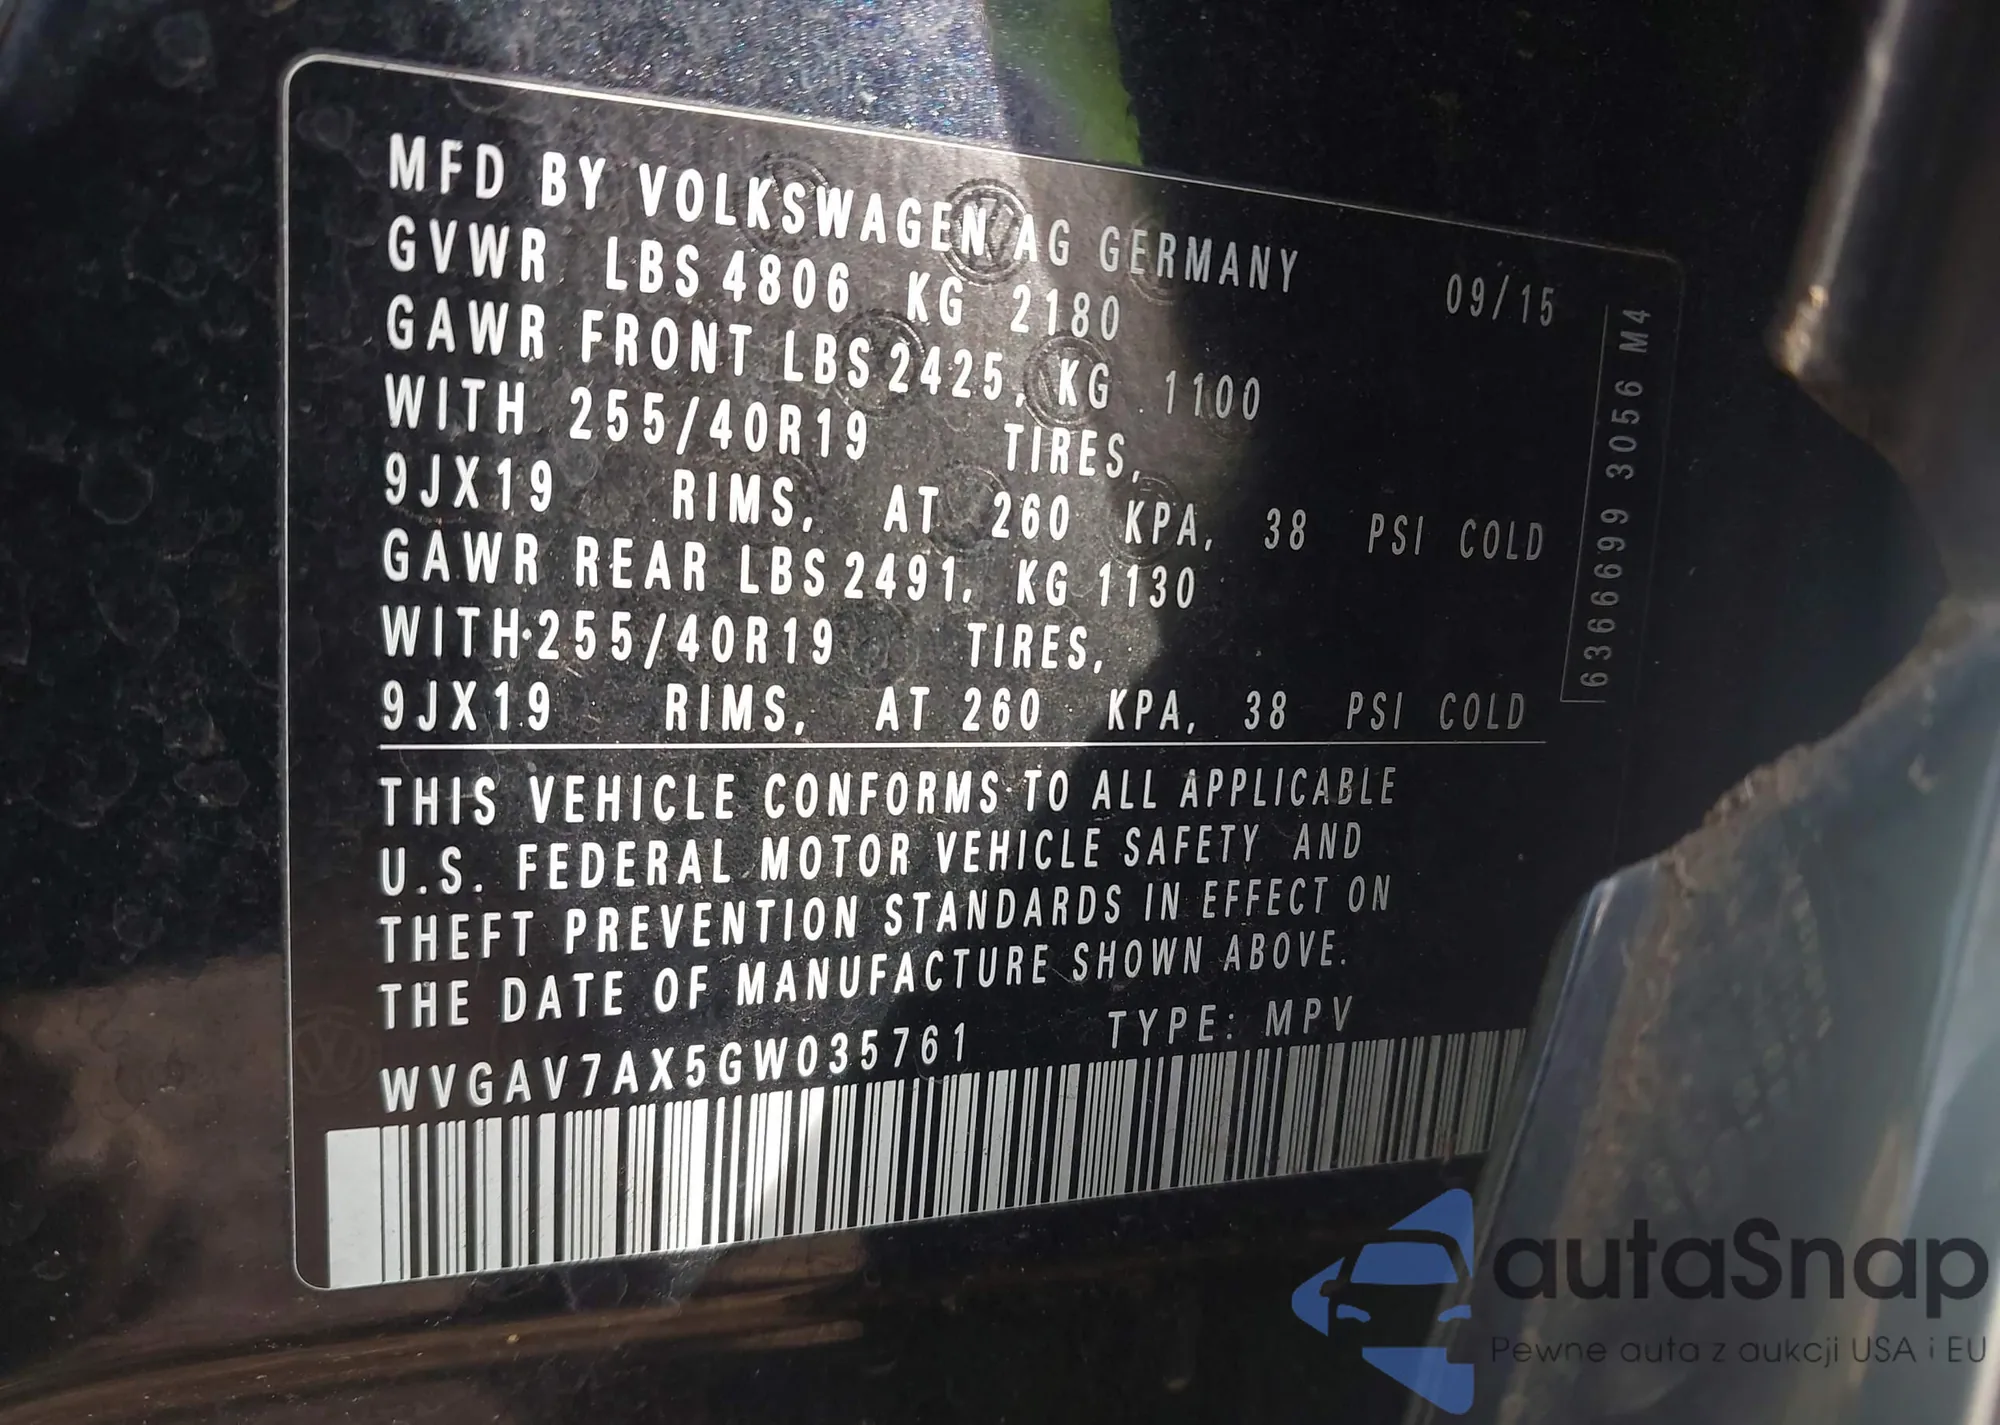 MFD BY VOLKSWAGEN AG GERMANY 09/15
GVWR LBS 4806 KG 2180
GAWR FRONT LBS 2425, KG 1100
WITH 255/40R19 TIRES,
9JX19 RIMS, AT 260 KPA, 38 PSI COLD
GAWR REAR LBS 2491, KG 1130
WITH 255/40R19 TIRES,
9JX19 RIMS, AT 260 KPA, 38 PSI COLD
6366699 3056 M4
THIS VEHICLE CONFORMS TO ALL APPLICABLE
U.S. FEDERAL MOTOR VEHICLE SAFETY AND
THEFT PREVENTION STANDARDS IN EFFECT ON
THE DATE OF MANUFACTURE SHOWN ABOVE.
WVGAV7AX5GW035761 TYPE: MPV
autaSnap
Pewne auta z aukcji USA i EU